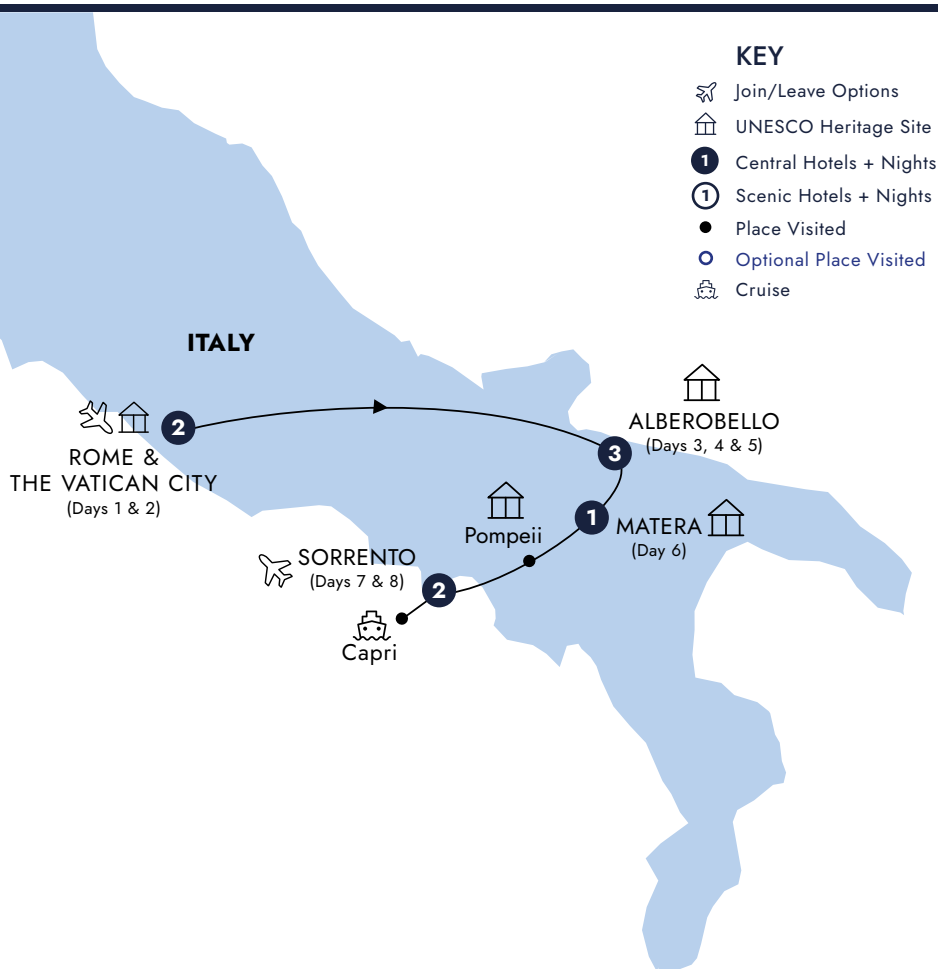 KEY
Join/Leave Options
UNESCO Heritage Site
1 Central Hotels + Nights
1 Scenic Hotels + Nights
Place Visited
Optional Place Visited
Cruise
ITALY
2
ROME &
THE VATICAN CITY
(Days 1 & 2)
ALBEROBELLO
(Days 3, 4 & 5)
3
1
MATERA
(Day 6)
Pompeii
SORRENTO
(Days 7 & 8)
2
Capri